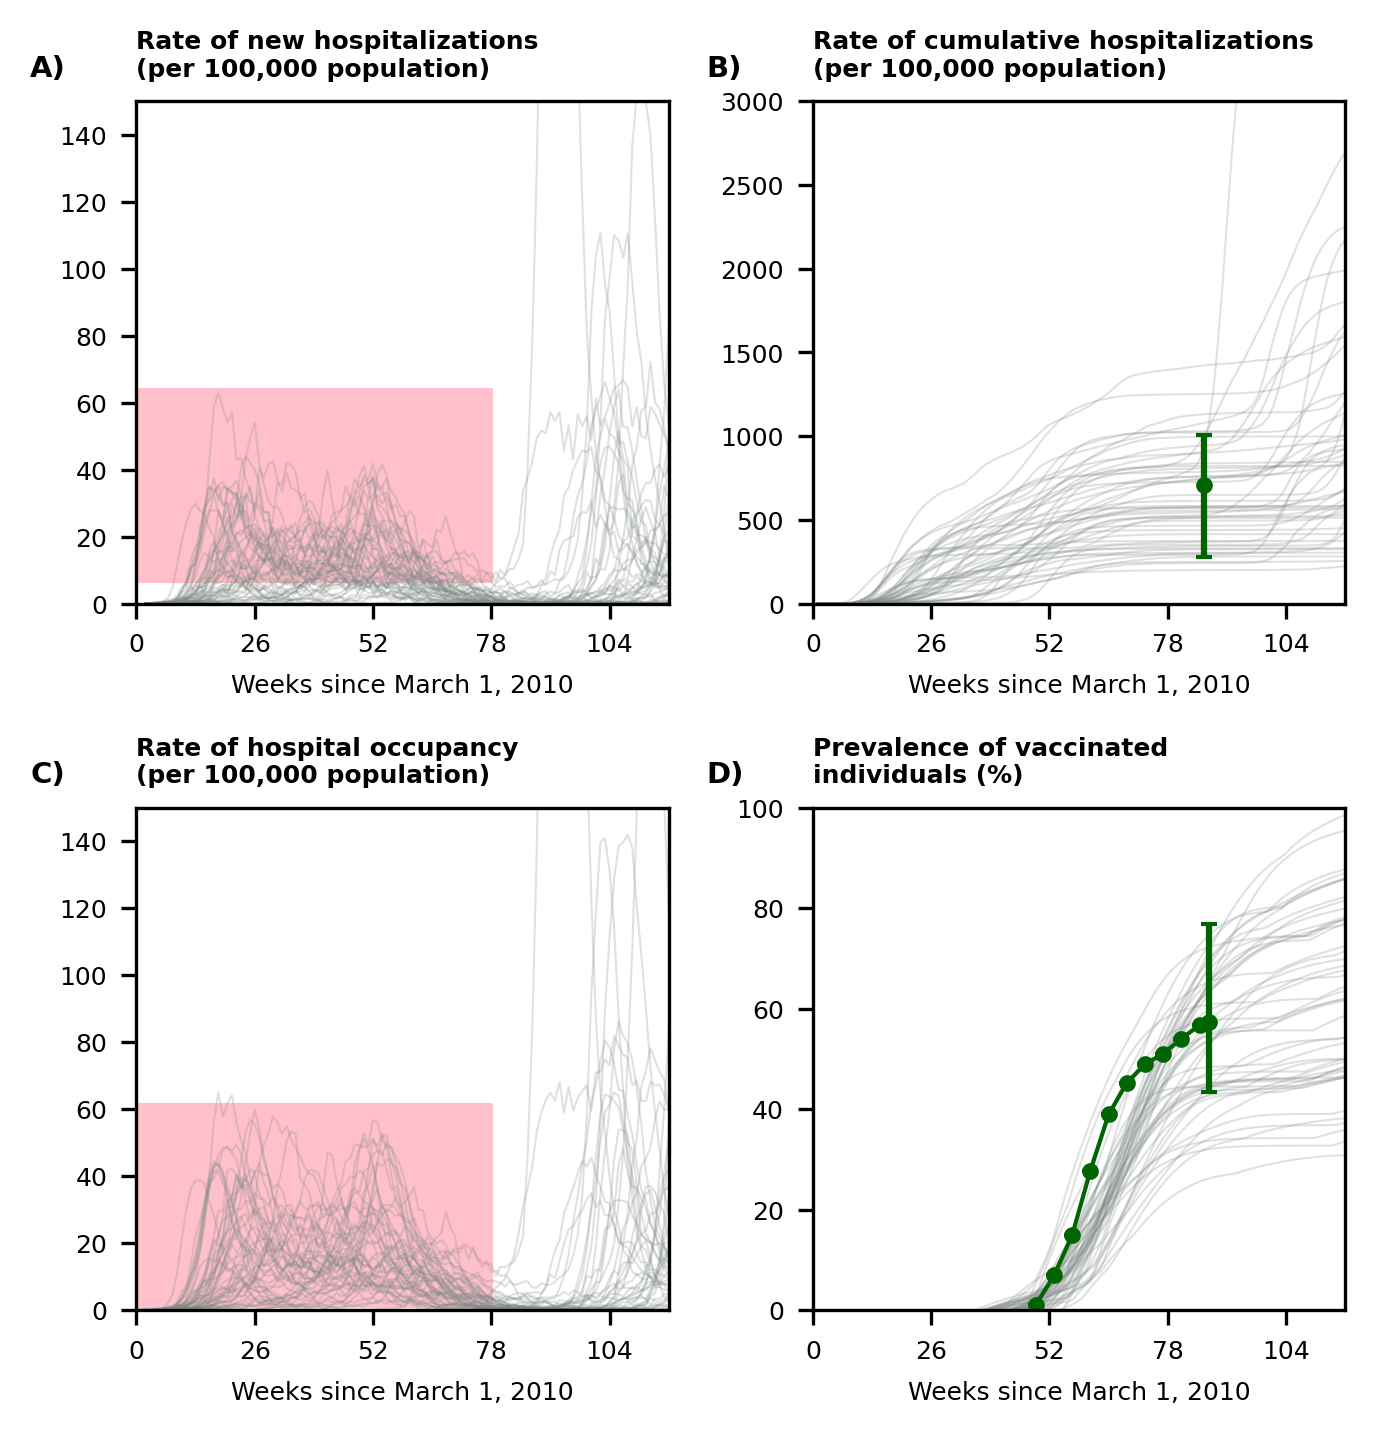 A)
Rate of new hospitalizations
(per 100,000 population)
140
120
100
80
60
40
20
0
0 26 52 78 104
Weeks since March 1, 2010
B)
Rate of cumulative hospitalizations
(per 100,000 population)
3000
2500
2000
1500
1000
500
0
0 26 52 78 104
Weeks since March 1, 2010
C)
Rate of hospital occupancy
(per 100,000 population)
140
120
100
80
60
40
20
0
0 26 52 78 104
Weeks since March 1, 2010
D)
Prevalence of vaccinated
individuals (%)
100
80
60
40
20
0
0 26 52 78 104
Weeks since March 1, 2010